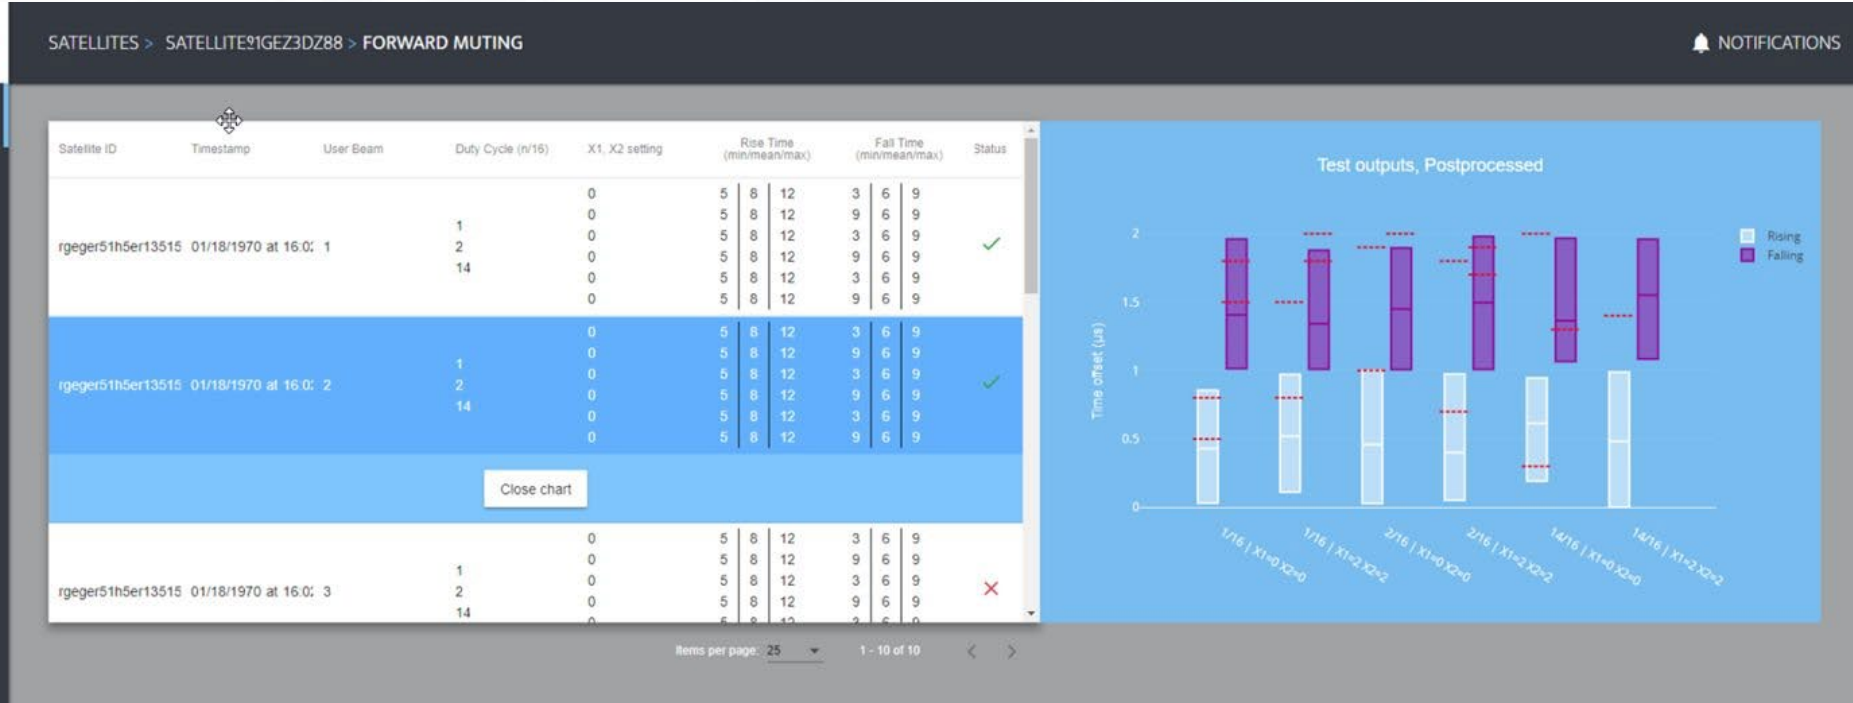 SATELLITES > SATELLITE91GEZ3DZ88 > FORWARD MUTING
NOTIFICATIONS
Satellite ID Timestamp User Beam Duty Cycle (n/16) X1, X2 setting Rise Time (min/mean/max) Fall Time (min/mean/max) Status
0 5 8 12 3 6 9
0 5 8 12 9 6 9
1
0 5 8 12 3 6 9
rgeger51h5er13515 01/18/1970 at 16:02 1 2
0 5 8 12 9 6 9
14
0 5 8 12 3 6 9
0 5 8 12 9 6 9
0 5 8 12 3 6 9
0 5 8 12 9 6 9
1
0 5 8 12 3 6 9
rgeger51h5er13515 01/18/1970 at 16:02 2 2
0 5 8 12 9 6 9
14
0 5 8 12 3 6 9
0 5 8 12 9 6 9
Close chart
0 5 8 12 3 6 9
0 5 8 12 9 6 9
1
0 5 8 12 3 6 9
rgeger51h5er13515 01/18/1970 at 16:02 3 2
0 5 8 12 9 6 9
14
Items per page: 25 1 - 10 of 10
Test outputs, Postprocessed
Rising
Falling
Time offset (µs)
2
1.5
1
0.5
0
1/16 | X1=0 X2=0
1/16 | X1=2 X2=2
2/16 | X1=0 X2=0
2/16 | X1=2 X2=2
14/16 | X1=0 X2=0
14/16 | X1=2 X2=2